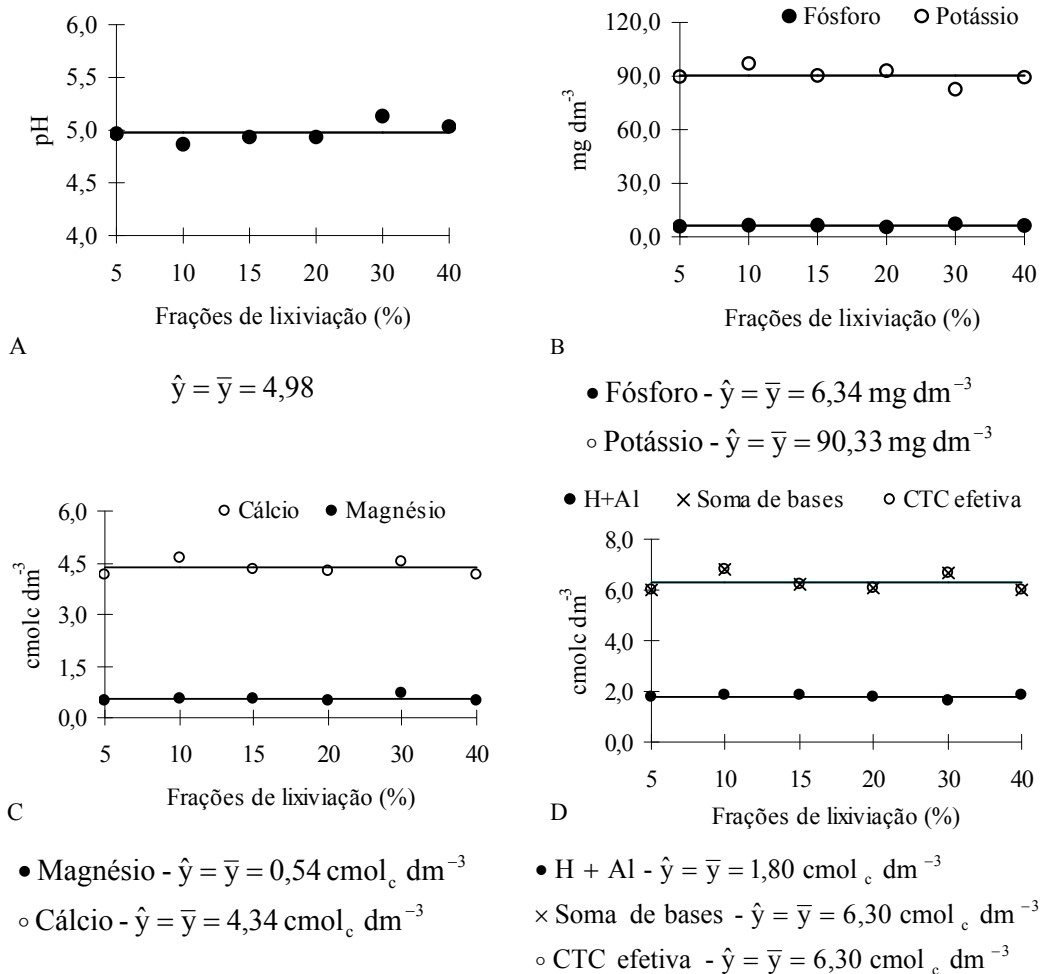 6,0
5,5
5,0
4,5
4,0
pH
5 10 15 20 30 40
Frações de lixiviação (%)
A
ŷ = y̅ = 4,98
● Fósforo ○ Potássio
120,0
90,0
60,0
30,0
0,0
mg dm⁻³
5 10 15 20 30 40
Frações de lixiviação (%)
B
● Fósforo - ŷ = y̅ = 6,34 mg dm⁻³
○ Potássio - ŷ = y̅ = 90,33 mg dm⁻³
○ Cálcio ● Magnésio
6,0
4,5
3,0
1,5
0,0
cmolc dm⁻³
5 10 15 20 30 40
Frações de lixiviação (%)
C
● Magnésio - ŷ = y̅ = 0,54 cmol_c dm⁻³
○ Cálcio - ŷ = y̅ = 4,34 cmol_c dm⁻³
● H+Al × Soma de bases ○ CTC efetiva
8,0
6,0
4,0
2,0
0,0
cmolc dm⁻³
5 10 15 20 30 40
Frações de lixiviação (%)
D
● H + Al - ŷ = y̅ = 1,80 cmol_c dm⁻³
× Soma de bases - ŷ = y̅ = 6,30 cmol_c dm⁻³
○ CTC efetiva - ŷ = y̅ = 6,30 cmol_c dm⁻³